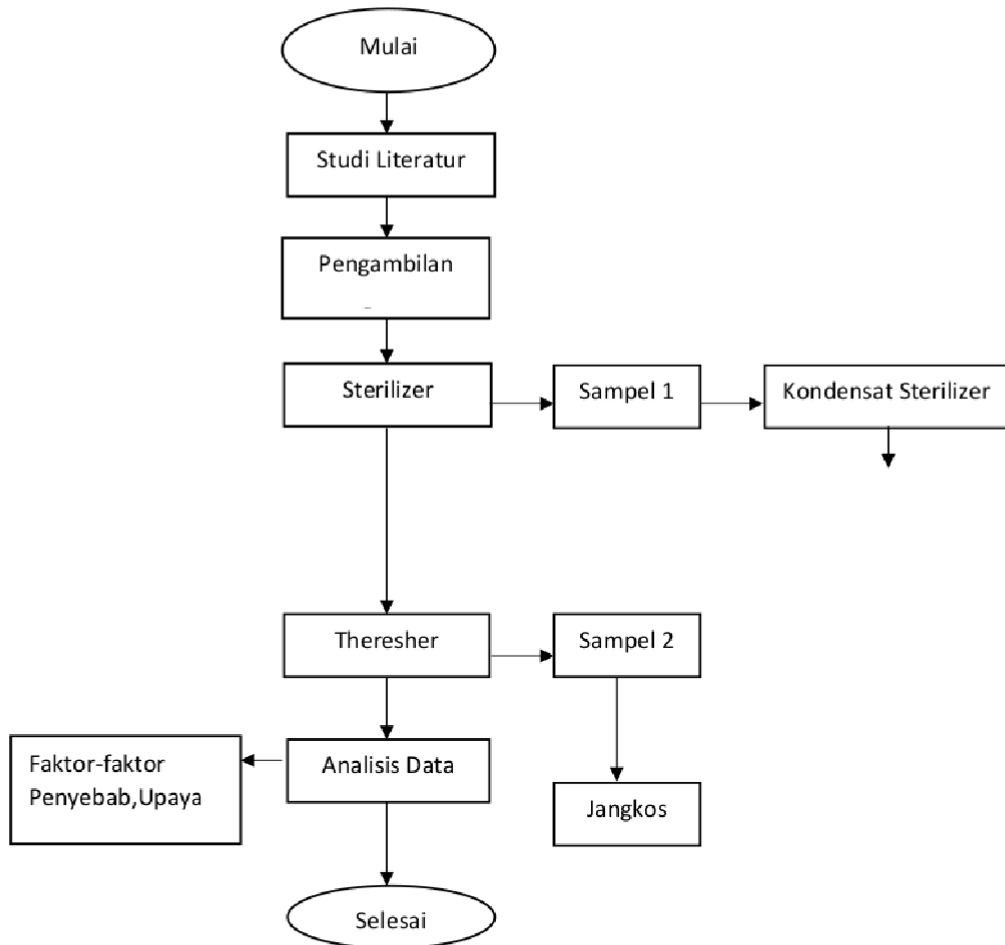 Mulai
Studi Literatur
Pengambilan
Sterilizer
Sampel 1
Kondensat Sterilizer
Theresher
Sampel 2
Analisis Data
Faktor-faktor
Penyebab,Upaya
Jangkos
Selesai